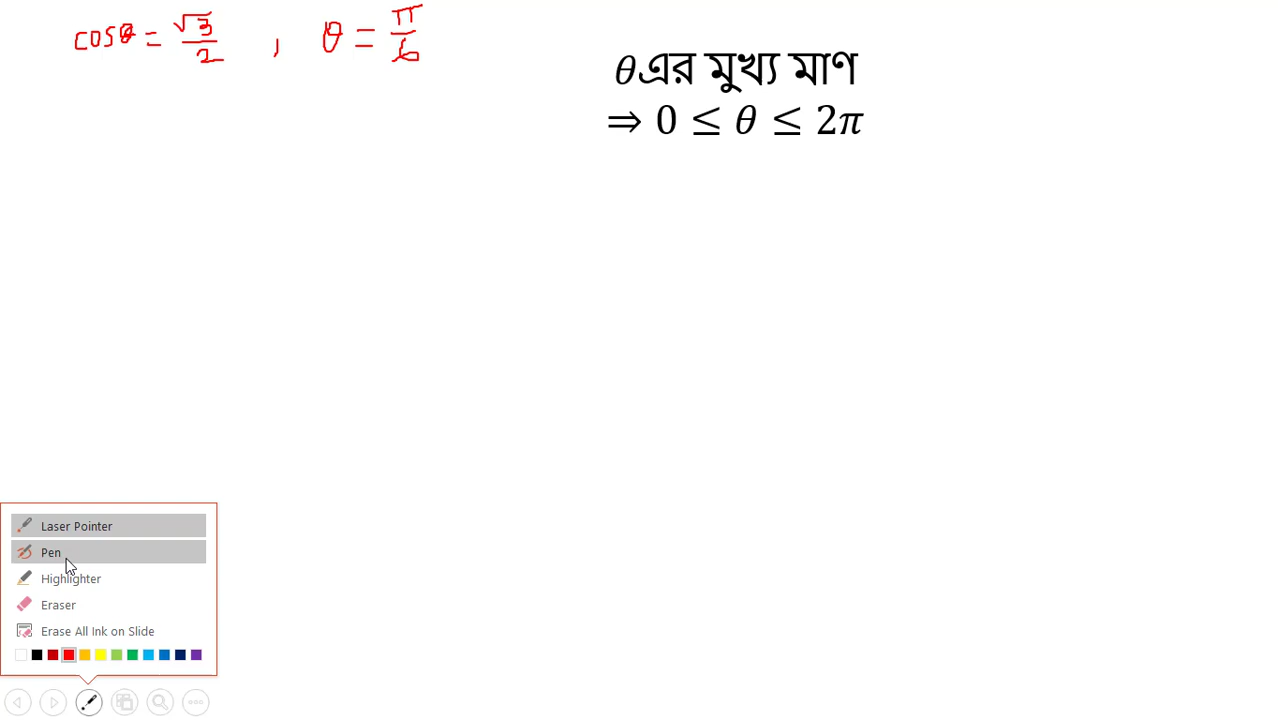 cosθ = √3/2 , θ = π/6
θএর মুখ্য মাণ
⇒ 0 ≤ θ ≤ 2π
Laser Pointer
Pen
Highlighter
Eraser
Erase All Ink on Slide